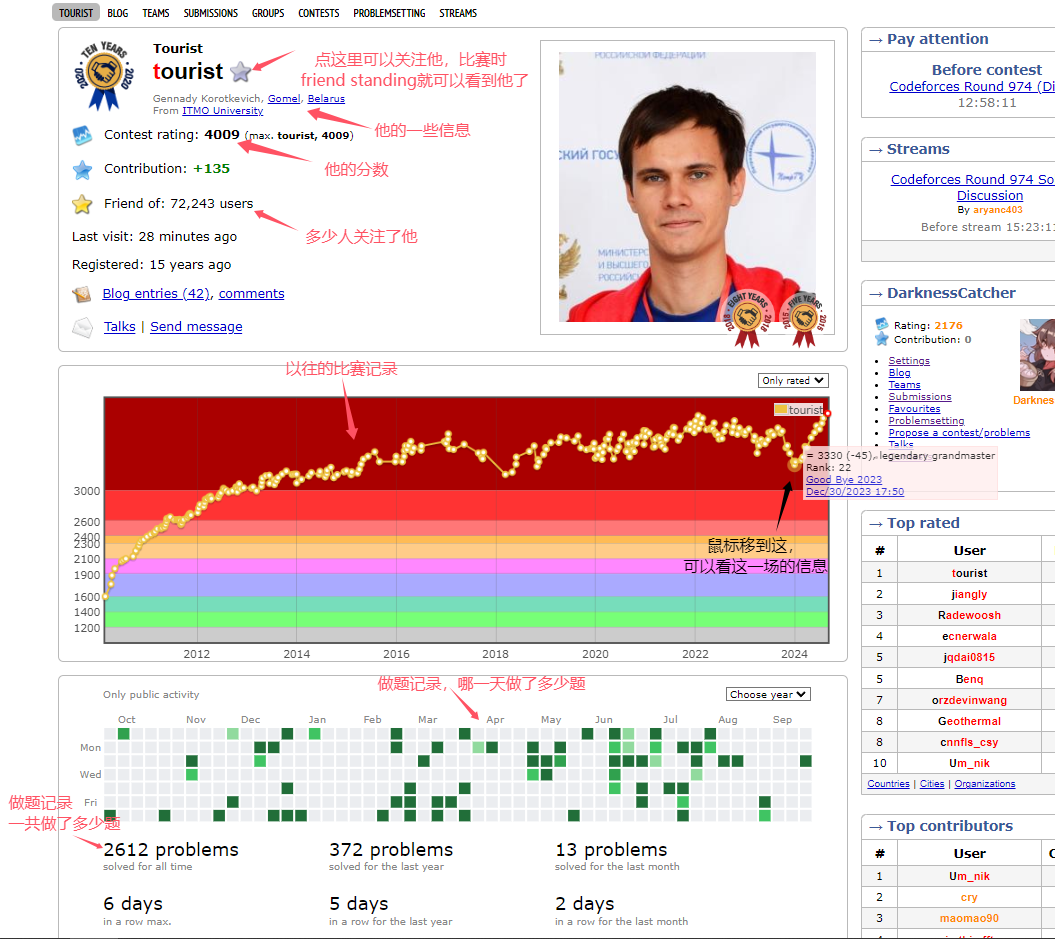 TOURIST BLOG TEAMS SUBMISSIONS GROUPS CONTESTS PROBLEMSETTING STREAMS
TEN YEARS
2010 2020
Tourist
tourist
点这里可以关注他，比赛时
friend standing就可以看到他了
Gennady Korotkevich, Gomel, Belarus
From ITMO University
他的一些信息
Contest rating: 4009 (max. tourist, 4009)
他的分数
Contribution: +135
Friend of: 72,243 users
多少人关注了他
Last visit: 28 minutes ago
Registered: 15 years ago
Blog entries (42), comments
Talks | Send message
РОССИЙСКОЙ ФЕДЕРАЦИИ
СКИЙ ГОСУ
МИНИСТЕРС
И ВЫСШЕГО
РОССИЙСКО
EIGHT YEARS
2018
FIVE YEARS
2015 2015
以往的比赛记录
Only rated
tourist
3000
2600
2400
2300
2100
1900
1600
1400
1200
2012 2014 2016 2018 2020 2022 2024
= 3330 (-45), legendary grandmaster
Rank: 22
Good Bye 2023
Dec/30/2023 17:50
鼠标移到这，
可以看这一场的信息
做题记录，哪一天做了多少题
Only public activity
Choose year
Oct Nov Dec Jan Feb Mar Apr May Jun Jul Aug Sep
Mon
Wed
Fri
做题记录
一共做了多少题
2612 problems
solved for all time
372 problems
solved for the last year
13 problems
solved for the last month
6 days
in a row max.
5 days
in a row for the last year
2 days
in a row for the last month
→ Pay attention
Before contest
Codeforces Round 974 (Di
12:58:11
→ Streams
Codeforces Round 974 So
Discussion
By aryanc403
Before stream 15:23:11
→ DarknessCatcher
Rating: 2176
Contribution: 0
Settings
Blog
Teams
Submissions
Favourites
Problemsetting
Propose a contest/problems
Talks
Darknes
→ Top rated
# User
1 tourist
2 jiangly
3 Radewoosh
4 ecnerwala
5 jqdai0815
5 Benq
7 orzdevinwang
8 Geothermal
8 cnnfls_csy
10 Um_nik
Countries | Cities | Organizations
→ Top contributors
# User C
1 Um_nik
2 cry
3 maomao90